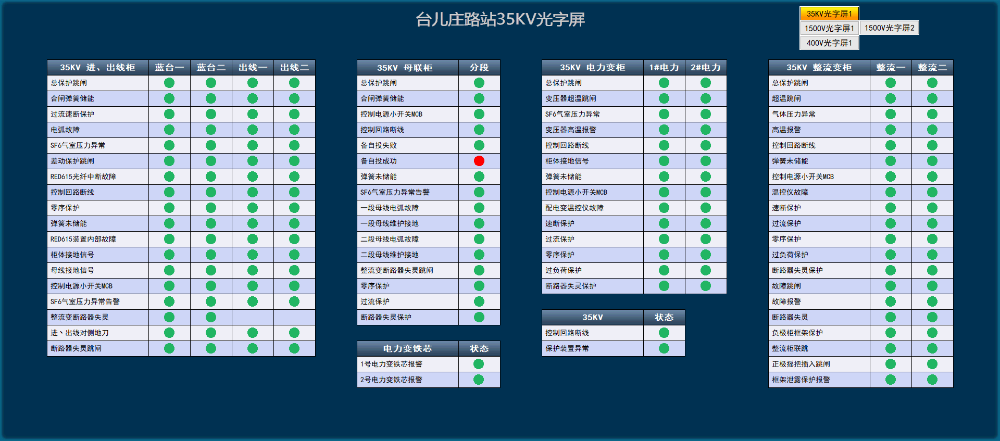 台儿庄路站35KV光字屏
35KV光字屏1
1500V光字屏1 1500V光字屏2
400V光字屏1
35KV 进、出线柜 蓝台一 蓝台二 出线一 出线二
总保护跳闸
合闸弹簧储能
过流速断保护
电弧故障
SF6气室压力异常
差动保护跳闸
RED615光纤中断故障
控制回路断线
零序保护
弹簧未储能
RED615装置内部故障
柜体接地信号
母线接地信号
控制电源小开关MCB
SF6气室压力异常告警
整流变断路器失灵
进、出线对侧地刀
断路器失灵跳闸
35KV 母联柜 分段
总保护跳闸
合闸弹簧储能
控制电源小开关MCB
控制回路断线
备自投失败
备自投成功
弹簧未储能
SF6气室压力异常告警
一段母线电弧故障
一段母线维护接地
二段母线电弧故障
二段母线维护接地
整流变断路器失灵跳闸
零序保护
过流保护
断路器失灵保护
电力变铁芯 状态
1号电力变铁芯报警
2号电力变铁芯报警
35KV 电力变柜 1#电力 2#电力
总保护跳闸
变压器超温跳闸
SF6气室压力异常
变压器高温报警
控制回路断线
柜体接地信号
弹簧未储能
控制电源小开关MCB
配电变温控仪故障
速断保护
过流保护
零序保护
过负荷保护
断路器失灵保护
35KV 状态
控制回路断线
保护装置异常
35KV 整流变柜 整流一 整流二
总保护跳闸
超温跳闸
气体压力异常
高温报警
控制回路断线
弹簧未储能
控制电源小开关MCB
温控仪故障
速断保护
过流保护
零序保护
过负荷保护
断路器失灵保护
故障跳闸
故障报警
断路器失灵
负极柜框架保护
整流柜联跳
正极摇把插入跳闸
框架泄露保护报警